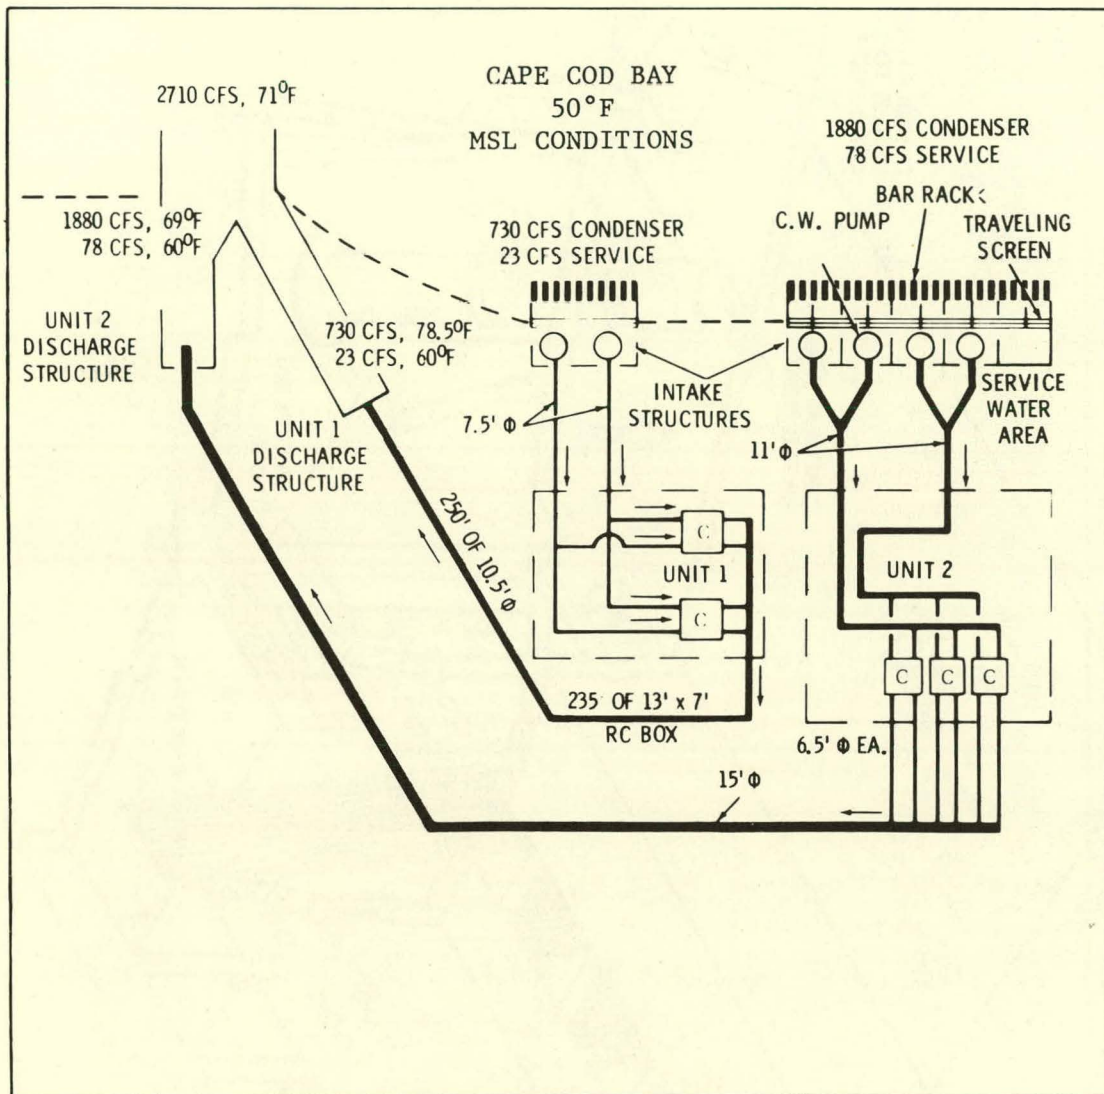 CAPE COD BAY
50°F
MSL CONDITIONS
2710 CFS, 71°F
1880 CFS CONDENSER
78 CFS SERVICE
BAR RACK
C.W. PUMP
TRAVELING
SCREEN
1880 CFS, 69°F
78 CFS, 60°F
730 CFS CONDENSER
23 CFS SERVICE
UNIT 2
DISCHARGE
STRUCTURE
730 CFS, 78.5°F
23 CFS, 60°F
INTAKE
STRUCTURES
SERVICE
WATER
AREA
7.5' Φ
11' Φ
UNIT 1
DISCHARGE
STRUCTURE
250' OF 10.5' Φ
C
UNIT 1
C
UNIT 2
C
C
C
235 OF 13' x 7'
RC BOX
6.5' Φ EA.
15' Φ